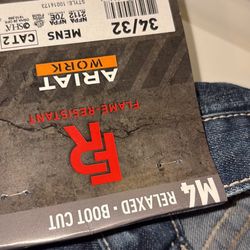 STYLE: 10014173
NFPA 2112
NFPA 70E
OSHA
34/32
MENS
CAT 2
ARIAT
WORK
FR
FLAME-RESISTANT
M4 RELAXED • BOOT CUT